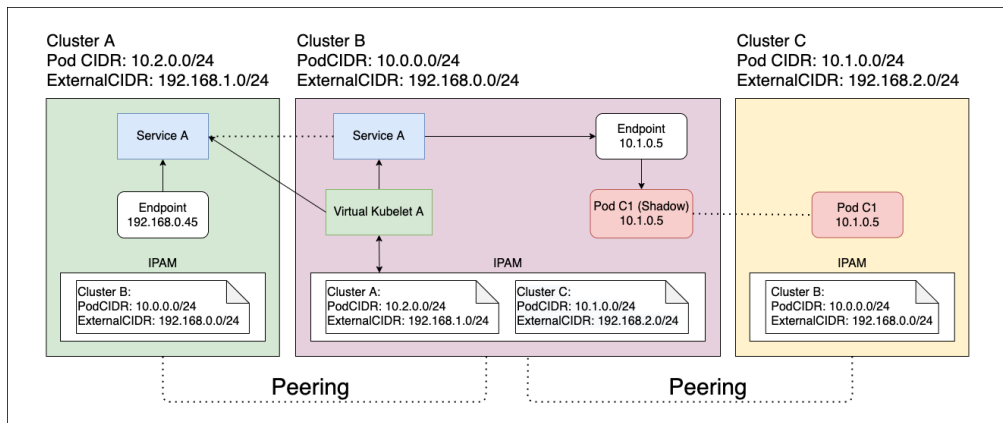 Cluster A
Pod CIDR: 10.2.0.0/24
ExternalCIDR: 192.168.1.0/24
Cluster B
PodCIDR: 10.0.0.0/24
ExternalCIDR: 192.168.0.0/24
Cluster C
Pod CIDR: 10.1.0.0/24
ExternalCIDR: 192.168.2.0/24
Service A
Endpoint
192.168.0.45
IPAM
Cluster B:
PodCIDR: 10.0.0.0/24
ExternalCIDR: 192.168.0.0/24
Service A
Endpoint
10.1.0.5
Virtual Kubelet A
Pod C1 (Shadow)
10.1.0.5
IPAM
Cluster A:
PodCIDR: 10.2.0.0/24
ExternalCIDR: 192.168.1.0/24
Cluster C:
PodCIDR: 10.1.0.0/24
ExternalCIDR: 192.168.2.0/24
Pod C1
10.1.0.5
IPAM
Cluster B:
PodCIDR: 10.0.0.0/24
ExternalCIDR: 192.168.0.0/24
Peering
Peering